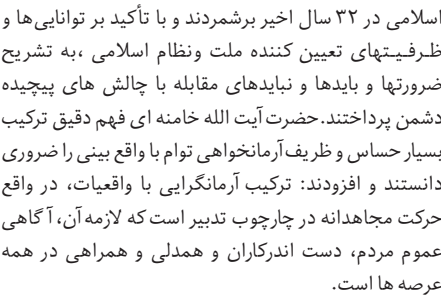 اسلامی در ۳۲ سال اخیر برشمردند و با تأکید بر توانایی‌ها و
ظرفیـتهای تعیین کننده ملت ونظام اسلامی ،به تشریح
ضرورتها و بایدها و نبایدهای مقابله با چالش های پیچیده
دشمن پرداختند.حضرت آیت الله خامنه ای فهم دقیق ترکیب
بسیار حساس و ظریف آرمانخواهی توام با واقع بینی را ضروری
دانستند و افزودند: ترکیب آرمانگرایی با واقعیات، در واقع
حرکت مجاهدانه در چارچوب تدبیر است که لازمه آن، آگاهی
عموم مردم، دست اندرکاران و همدلی و همراهی در همه
عرصه ها است.